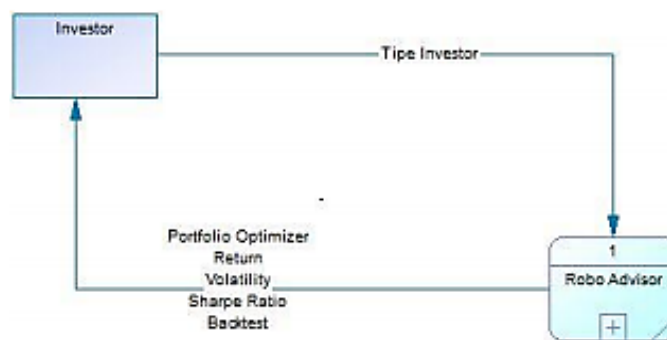 Investor
Tipe Investor
Portfolio Optimizer
Return
Volatility
Sharpe Ratio
Backtest
1
Robo Advisor